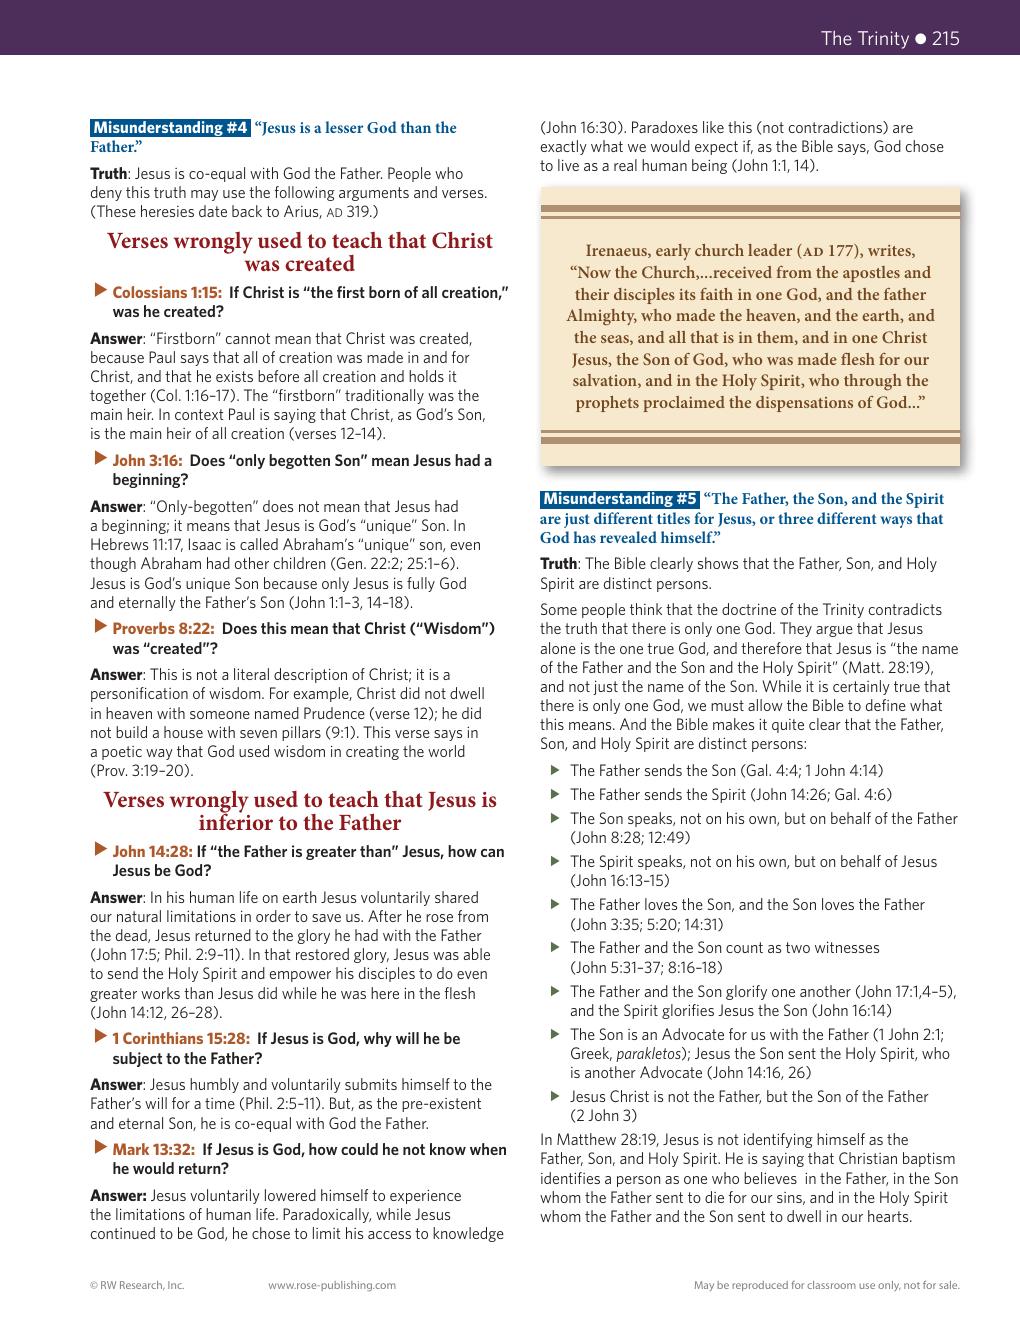 The Trinity ● 215
Misunderstanding #4 “Jesus is a lesser God than the
Father.”
Truth: Jesus is co-equal with God the Father. People who
deny this truth may use the following arguments and verses.
(These heresies date back to Arius, AD 319.)
Verses wrongly used to teach that Christ
was created
▶ Colossians 1:15: If Christ is “the first born of all creation,”
was he created?
Answer: “Firstborn” cannot mean that Christ was created,
because Paul says that all of creation was made in and for
Christ, and that he exists before all creation and holds it
together (Col. 1:16–17). The “firstborn” traditionally was the
main heir. In context Paul is saying that Christ, as God’s Son,
is the main heir of all creation (verses 12–14).
▶ John 3:16: Does “only begotten Son” mean Jesus had a
beginning?
Answer: “Only-begotten” does not mean that Jesus had
a beginning; it means that Jesus is God’s “unique” Son. In
Hebrews 11:17, Isaac is called Abraham’s “unique” son, even
though Abraham had other children (Gen. 22:2; 25:1–6).
Jesus is God’s unique Son because only Jesus is fully God
and eternally the Father’s Son (John 1:1–3, 14–18).
▶ Proverbs 8:22: Does this mean that Christ (“Wisdom”)
was “created”?
Answer: This is not a literal description of Christ; it is a
personification of wisdom. For example, Christ did not dwell
in heaven with someone named Prudence (verse 12); he did
not build a house with seven pillars (9:1). This verse says in
a poetic way that God used wisdom in creating the world
(Prov. 3:19–20).
Verses wrongly used to teach that Jesus is
inferior to the Father
▶ John 14:28: If “the Father is greater than” Jesus, how can
Jesus be God?
Answer: In his human life on earth Jesus voluntarily shared
our natural limitations in order to save us. After he rose from
the dead, Jesus returned to the glory he had with the Father
(John 17:5; Phil. 2:9–11). In that restored glory, Jesus was able
to send the Holy Spirit and empower his disciples to do even
greater works than Jesus did while he was here in the flesh
(John 14:12, 26–28).
▶ 1 Corinthians 15:28: If Jesus is God, why will he be
subject to the Father?
Answer: Jesus humbly and voluntarily submits himself to the
Father’s will for a time (Phil. 2:5–11). But, as the pre-existent
and eternal Son, he is co-equal with God the Father.
▶ Mark 13:32: If Jesus is God, how could he not know when
he would return?
Answer: Jesus voluntarily lowered himself to experience
the limitations of human life. Paradoxically, while Jesus
continued to be God, he chose to limit his access to knowledge
(John 16:30). Paradoxes like this (not contradictions) are
exactly what we would expect if, as the Bible says, God chose
to live as a real human being (John 1:1, 14).
Irenaeus, early church leader (AD 177), writes,
“Now the Church,...received from the apostles and
their disciples its faith in one God, and the father
Almighty, who made the heaven, and the earth, and
the seas, and all that is in them, and in one Christ
Jesus, the Son of God, who was made flesh for our
salvation, and in the Holy Spirit, who through the
prophets proclaimed the dispensations of God...”
Misunderstanding #5 “The Father, the Son, and the Spirit
are just different titles for Jesus, or three different ways that
God has revealed himself.”
Truth: The Bible clearly shows that the Father, Son, and Holy
Spirit are distinct persons.
Some people think that the doctrine of the Trinity contradicts
the truth that there is only one God. They argue that Jesus
alone is the one true God, and therefore that Jesus is “the name
of the Father and the Son and the Holy Spirit” (Matt. 28:19),
and not just the name of the Son. While it is certainly true that
there is only one God, we must allow the Bible to define what
this means. And the Bible makes it quite clear that the Father,
Son, and Holy Spirit are distinct persons:
▶ The Father sends the Son (Gal. 4:4; 1 John 4:14)
▶ The Father sends the Spirit (John 14:26; Gal. 4:6)
▶ The Son speaks, not on his own, but on behalf of the Father
(John 8:28; 12:49)
▶ The Spirit speaks, not on his own, but on behalf of Jesus
(John 16:13–15)
▶ The Father loves the Son, and the Son loves the Father
(John 3:35; 5:20; 14:31)
▶ The Father and the Son count as two witnesses
(John 5:31–37; 8:16–18)
▶ The Father and the Son glorify one another (John 17:1,4–5),
and the Spirit glorifies Jesus the Son (John 16:14)
▶ The Son is an Advocate for us with the Father (1 John 2:1;
Greek, parakletos); Jesus the Son sent the Holy Spirit, who
is another Advocate (John 14:16, 26)
▶ Jesus Christ is not the Father, but the Son of the Father
(2 John 3)
In Matthew 28:19, Jesus is not identifying himself as the
Father, Son, and Holy Spirit. He is saying that Christian baptism
identifies a person as one who believes in the Father, in the Son
whom the Father sent to die for our sins, and in the Holy Spirit
whom the Father and the Son sent to dwell in our hearts.
© RW Research, Inc. www.rose-publishing.com May be reproduced for classroom use only, not for sale.